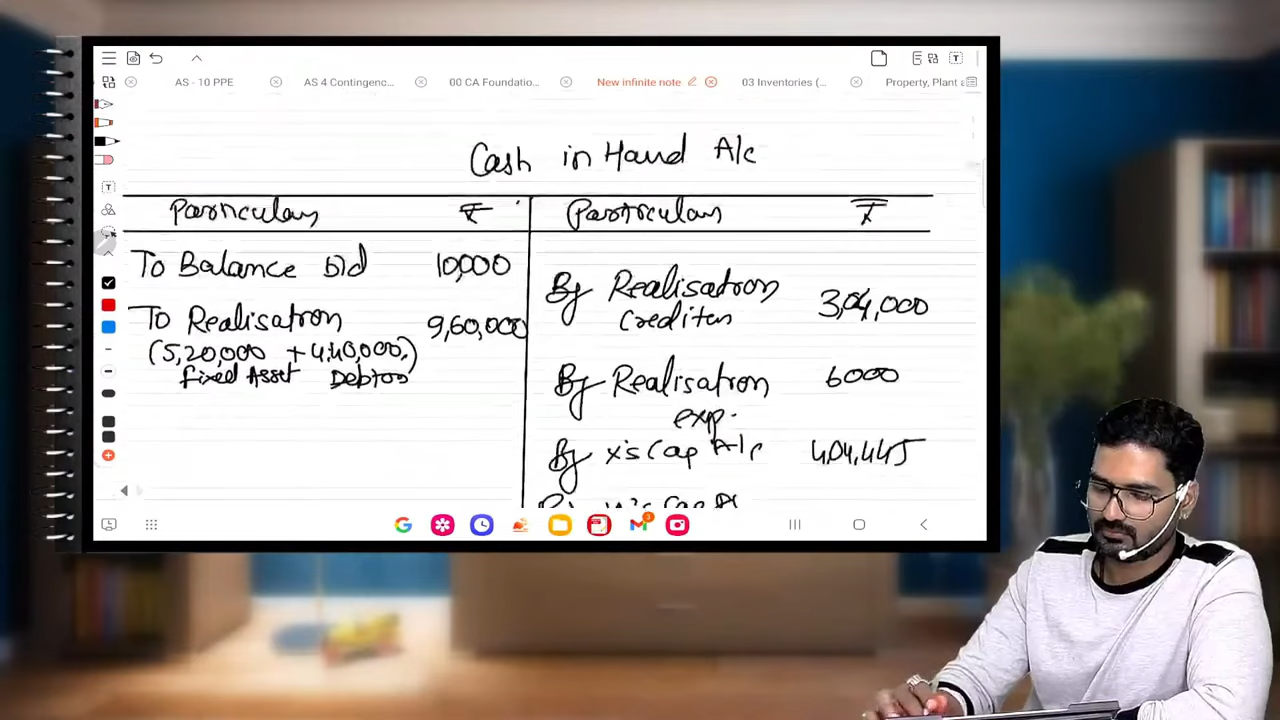 AS - 10 PPE
AS 4 Contingenc...
00 CA Foundatio...
New infinite note
03 Inventories (...
Property, Plant a
Cash in Hand A/c
Particulars ₹ Particulars ₹
To Balance b/d 10,000
By Realisation 3,04,000
Creditors
To Realisation 9,60,000
(5,20,000 + 4,40,000)
Fixed Asset Debtors
By Realisation 6000
exp.
By X's Cap A/c 4,04,445